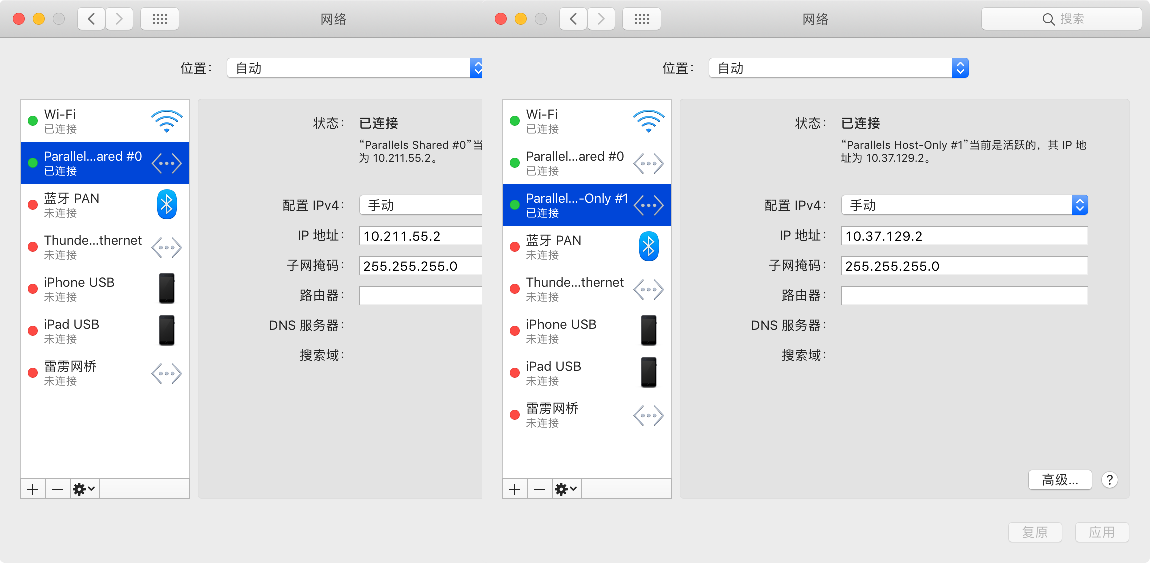 网络
位置： 自动
Wi-Fi
已连接
Parallel...ared #0
已连接
蓝牙 PAN
未连接
Thunde...thernet
未连接
iPhone USB
未连接
iPad USB
未连接
雷雳网桥
未连接
状态： 已连接
“Parallels Shared #0”当
为 10.211.55.2。
配置 IPv4： 手动
IP 地址： 10.211.55.2
子网掩码： 255.255.255.0
路由器：
DNS 服务器：
搜索域：
网络
搜索
位置： 自动
Wi-Fi
已连接
Parallel...ared #0
已连接
Parallel...-Only #1
已连接
蓝牙 PAN
未连接
Thunde...thernet
未连接
iPhone USB
未连接
iPad USB
未连接
雷雳网桥
未连接
状态： 已连接
“Parallels Host-Only #1”当前是活跃的，其 IP 地
址为 10.37.129.2。
配置 IPv4： 手动
IP 地址： 10.37.129.2
子网掩码： 255.255.255.0
路由器：
DNS 服务器：
搜索域：
高级... ?
复原 应用